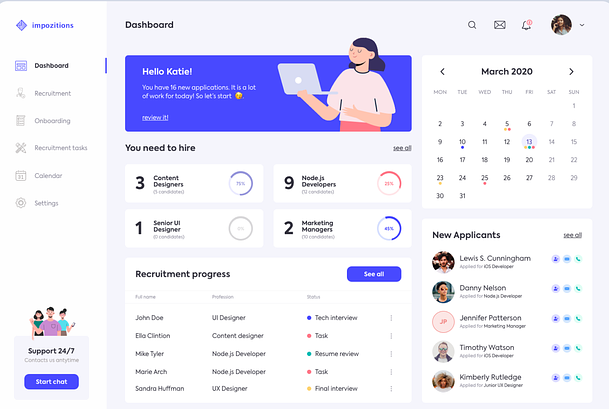 impozitions
Dashboard
Recruitment
Onboarding
Recruitment tasks
Calendar
Settings
Support 24/7
Contacts us antytime
Start chat
Dashboard
Hello Katie!
You have 16 new applications. It is a lot
of work for today! So let's start 😋.
review it!
You need to hire
see all
3
Content
Designers
(5 candidates)
75%
9
Node.js
Developers
(12 candidates)
25%
1
Senior UI
Designer
(0 candidates)
0%
2
Marketing
Managers
(10 candidates)
45%
Recruitment progress
See all
Full name Profession Status
John Doe UI Designer Tech interview
Ella Clintion Content designer Task
Mike Tyler Node.js Developer Resume review
Marie Arch Node.js Developer Task
Sandra Huffman UX Designer Final interview
March 2020
MON TUE WED THU FRI SAT SUN
1
2 3 4 5 6 7 8
9 10 11 12 13 14 15
16 17 18 19 20 21 22
23 24 25 26 27 28 29
30 31
New Applicants
see all
Lewis S. Cunningham
Applied for iOS Developer
Danny Nelson
Applied for Node.js Developer
JP
Jennifer Patterson
Applied for Marketing Manager
Timothy Watson
Applied for iOS Developer
Kimberly Rutledge
Applied for Junior UX Designer